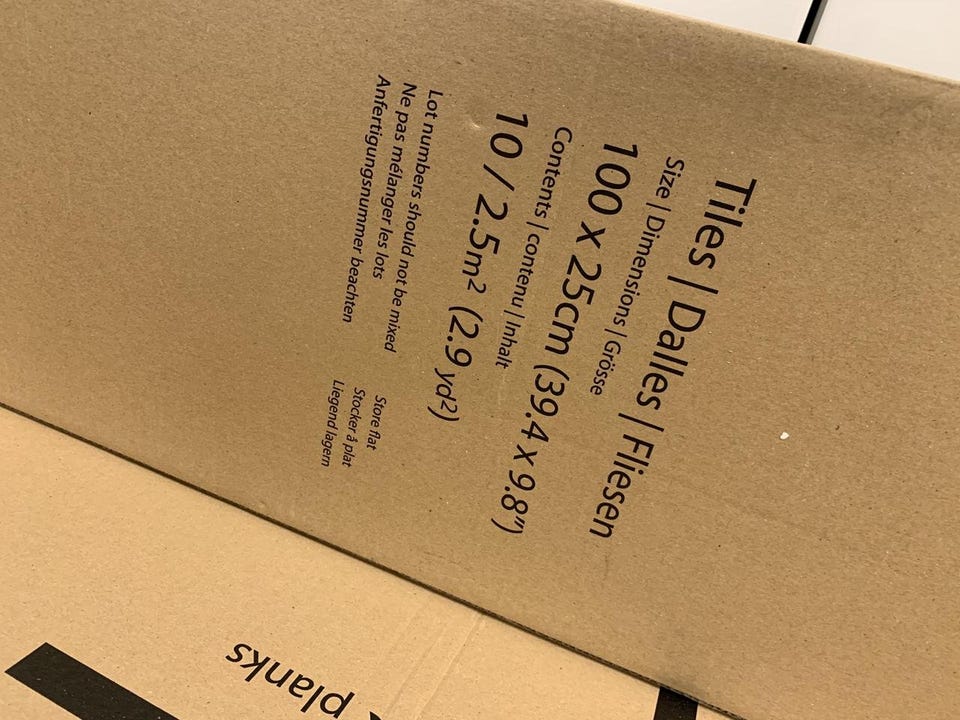 Tiles | Dalles | Fliesen
Size | Dimensions | Grösse
100 x 25cm (39.4 x 9.8")
Contents | contenu | Inhalt
10 / 2.5m² (2.9 yd²)
Lot numbers should not be mixed
Ne pas mélanger les lots
Anfertigungsnummer beachten
Store flat
Stocker à plat
Liegend lagern
planks